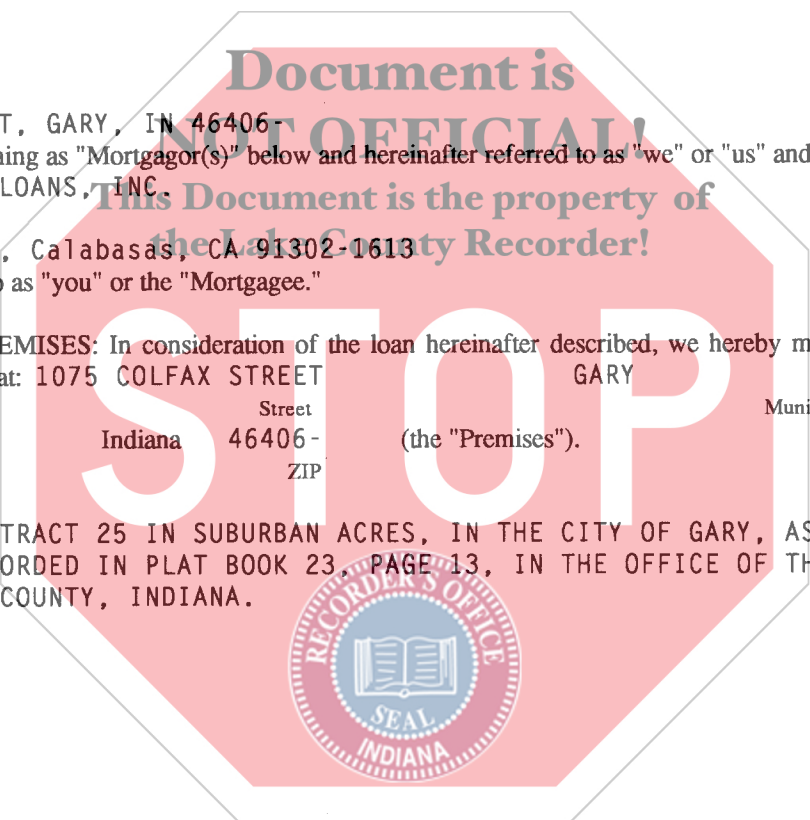 Document is
T, GARY, IN 46406-
NOT OFFICIAL!
ning as "Mortgagor(s)" below and hereinafter referred to as "we" or "us" and
LOANS, INC.
This Document is the property of
, Calabasas, CA 91302-1613
the Lake County Recorder!
o as "you" or the "Mortgagee."
EMISES: In consideration of the loan hereinafter described, we hereby m
at: 1075 COLFAX STREET GARY
Street Muni
Indiana 46406- (the "Premises").
ZIP
STOP
TRACT 25 IN SUBURBAN ACRES, IN THE CITY OF GARY, AS
ORDED IN PLAT BOOK 23, PAGE 13, IN THE OFFICE OF TH
COUNTY, INDIANA.
RECORDER'S OFFICE
SEAL
INDIANA